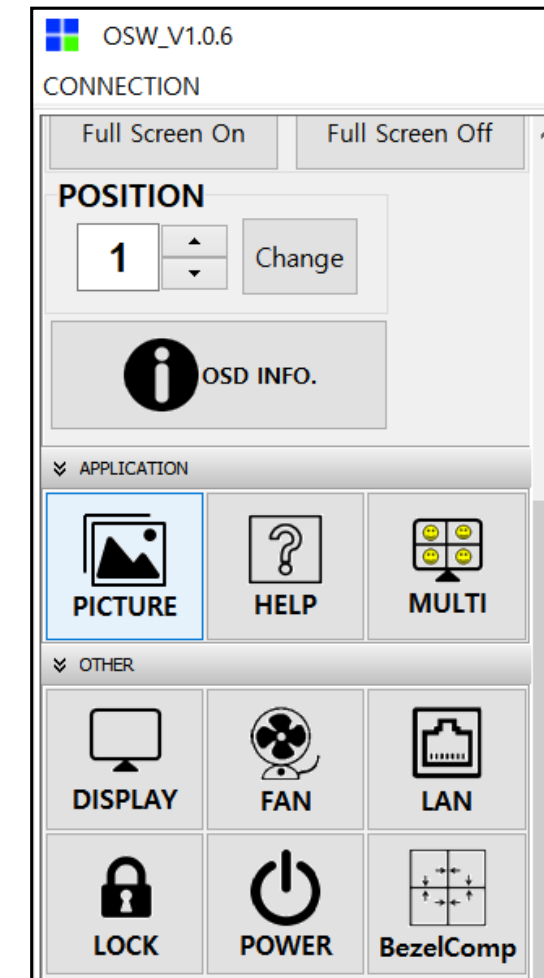 OSW_V1.0.6
CONNECTION
Full Screen On Full Screen Off
POSITION
1 Change
OSD INFO.
APPLICATION
PICTURE HELP MULTI
OTHER
DISPLAY FAN LAN
LOCK POWER BezelComp